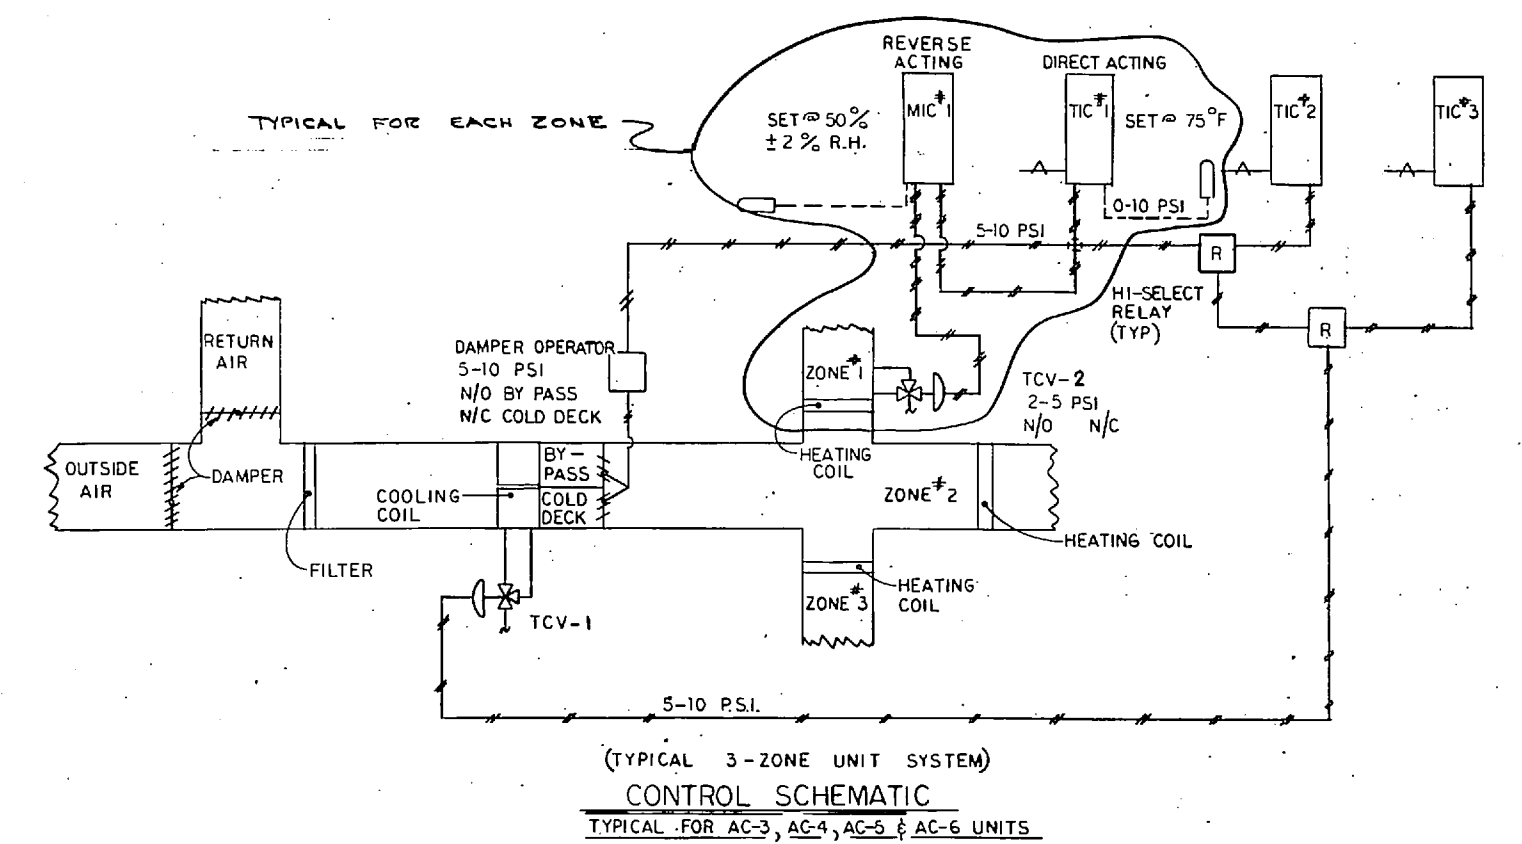 REVERSE
ACTING
DIRECT ACTING
TYPICAL FOR EACH ZONE
SET @ 50%
±2% R.H.
MIC #1
TIC #1
SET @ 75°F
TIC #2
TIC #3
0-10 PSI
5-10 PSI
R
HI-SELECT
RELAY
(TYP)
R
RETURN
AIR
DAMPER OPERATOR
5-10 PSI
N/O BY PASS
N/C COLD DECK
ZONE #1
TCV-2
2-5 PSI
N/O N/C
OUTSIDE
AIR
DAMPER
COOLING
COIL
BY-
PASS
COLD
DECK
HEATING
COIL
ZONE #2
HEATING COIL
FILTER
TCV-1
HEATING
COIL
ZONE #3
5-10 P.S.I.
(TYPICAL 3-ZONE UNIT SYSTEM)
CONTROL SCHEMATIC
TYPICAL FOR AC-3, AC-4, AC-5 & AC-6 UNITS